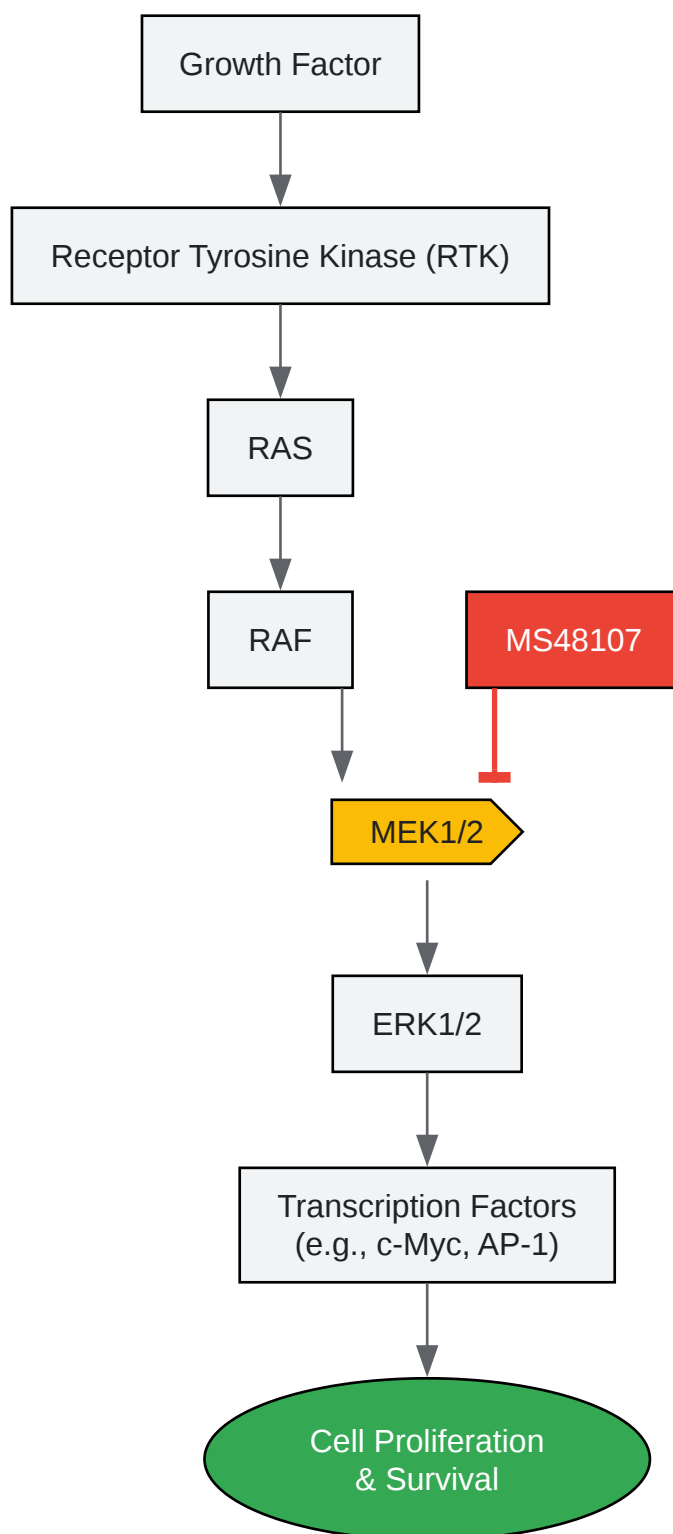 Growth Factor
Receptor Tyrosine Kinase (RTK)
RAS
RAF
MS48107
MEK1/2
ERK1/2
Transcription Factors
(e.g., c-Myc, AP-1)
Cell Proliferation
& Survival